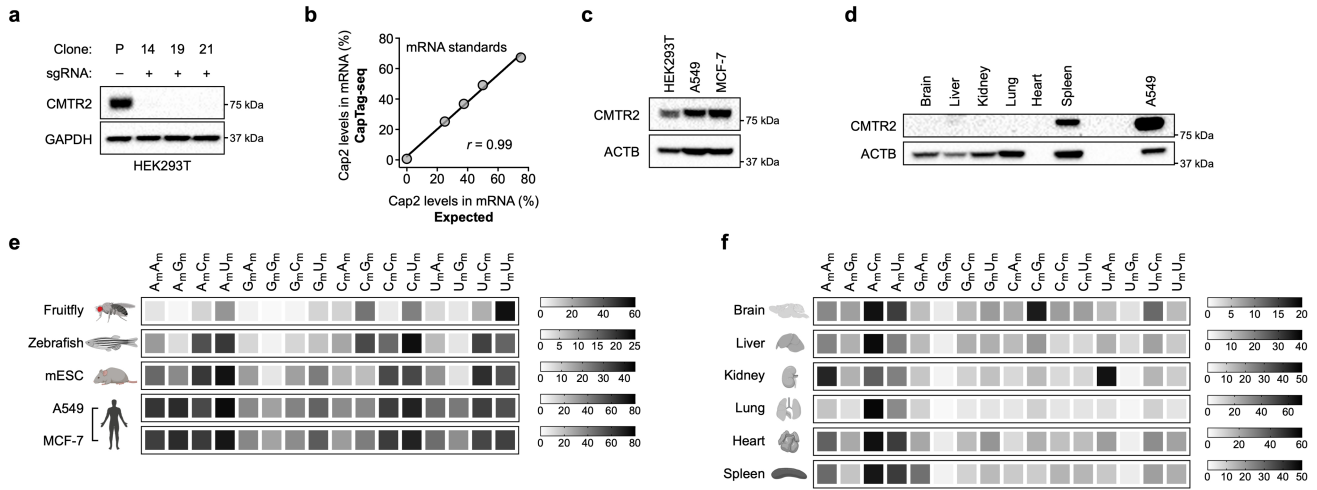 a
Clone: P 14 19 21
sgRNA: – + + +
CMTR2
75 kDa
GAPDH
37 kDa
HEK293T
b
Cap2 levels in mRNA (%)
CapTag-seq
80
60
40
20
0
mRNA standards
r = 0.99
0 20 40 60 80
Cap2 levels in mRNA (%)
Expected
c
HEK293T A549 MCF-7
CMTR2
75 kDa
ACTB
37 kDa
d
Brain Liver Kidney Lung Heart Spleen A549
CMTR2
75 kDa
ACTB
37 kDa
e
AmAm AmGm AmCm AmUm GmAm GmGm GmCm GmUm CmAm CmGm CmCm CmUm UmAm UmGm UmCm UmUm
Fruitfly
0 20 40 60
Zebrafish
0 5 10 15 20 25
mESC
0 10 20 30 40
A549
0 20 40 60 80
MCF-7
0 20 40 60 80
f
AmAm AmGm AmCm AmUm GmAm GmGm GmCm GmUm CmAm CmGm CmCm CmUm UmAm UmGm UmCm UmUm
Brain
0 5 10 15 20
Liver
0 10 20 30 40
Kidney
0 10 20 30 40 50
Lung
0 20 40 60
Heart
0 20 40 60
Spleen
0 10 20 30 40 50